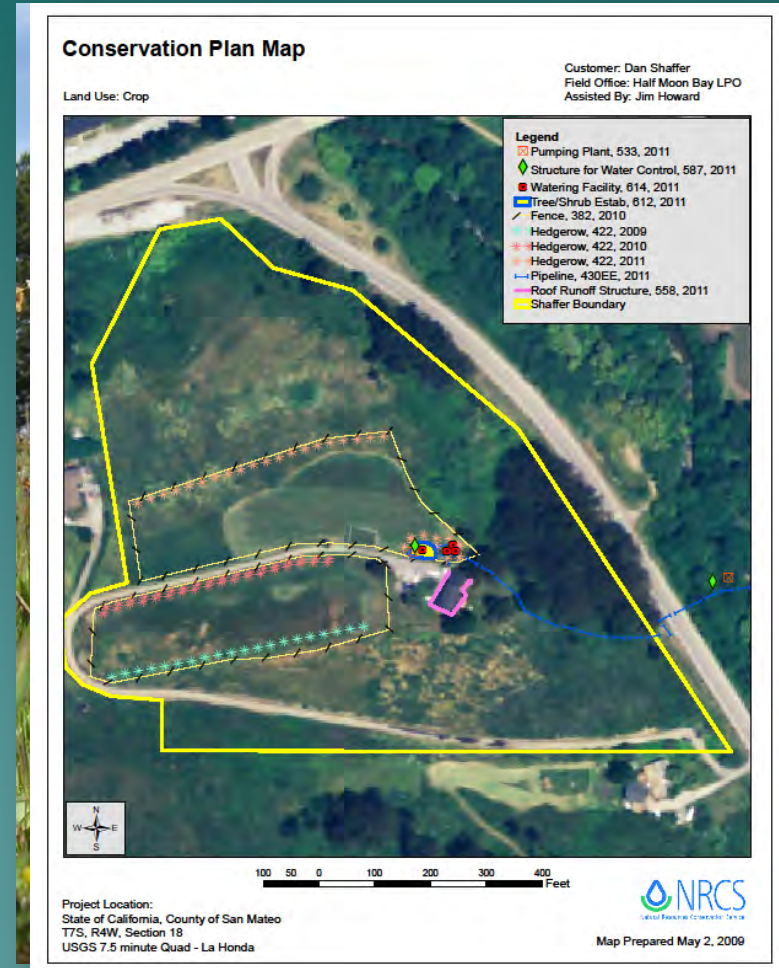 Conservation Plan Map
Customer: Dan Shaffer
Field Office: Half Moon Bay LPO
Land Use: Crop
Assisted By: Jim Howard
Legend
Pumping Plant, 533, 2011
Structure for Water Control, 587, 2011
Watering Facility, 614, 2011
Tree/Shrub Estab, 612, 2011
Fence, 382, 2010
Hedgerow, 422, 2009
Hedgerow, 422, 2010
Hedgerow, 422, 2011
Pipeline, 430EE, 2011
Roof Runoff Structure, 558, 2011
Shaffer Boundary
N
W E
S
100 50 0 100 200 300 400
Feet
Project Location:
State of California, County of San Mateo
T7S, R4W, Section 18
USGS 7.5 minute Quad - La Honda
NRCS
Natural Resources Conservation Service
Map Prepared May 2, 2009